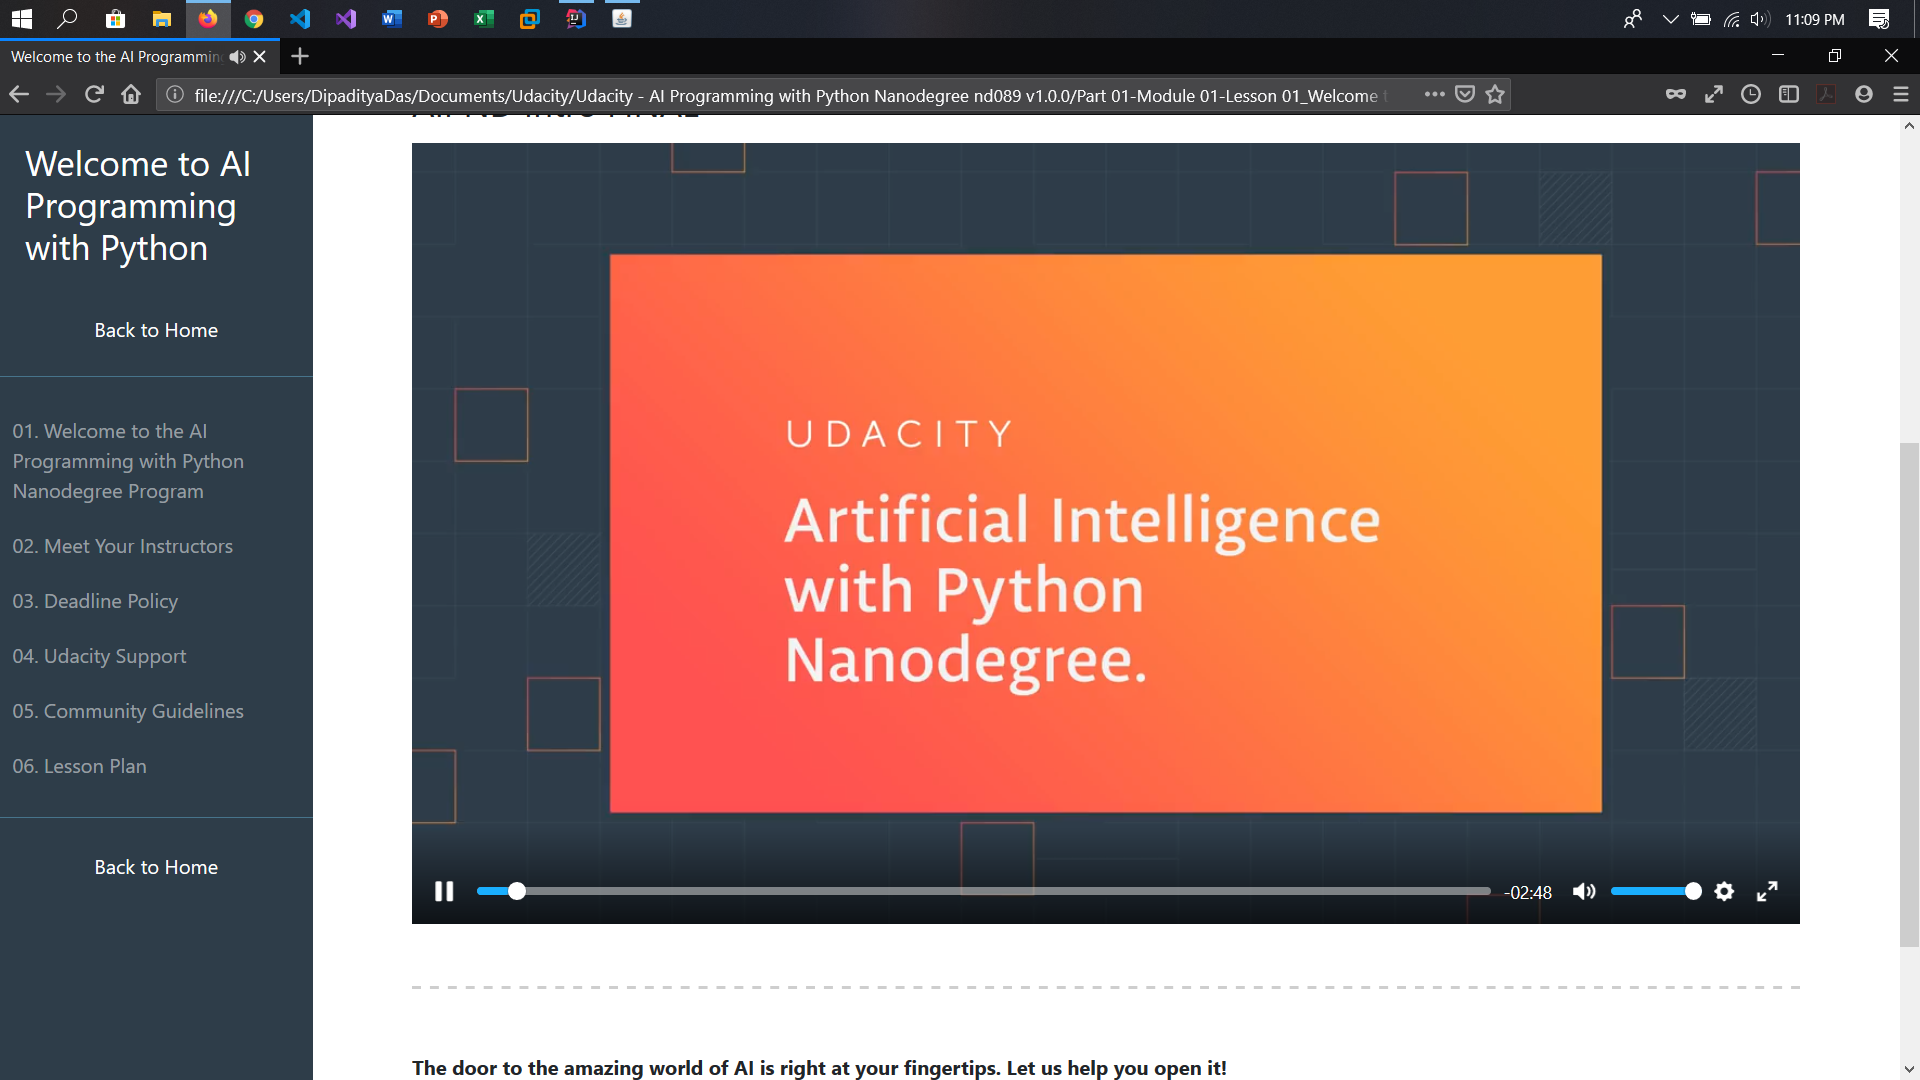 11:09 PM
Welcome to the AI Programming
file:///C:/Users/DipadityaDas/Documents/Udacity/Udacity - AI Programming with Python Nanodegree nd089 v1.0.0/Part 01-Module 01-Lesson 01_Welcome
Welcome to AI
Programming
with Python
Back to Home
01. Welcome to the AI
Programming with Python
Nanodegree Program
02. Meet Your Instructors
03. Deadline Policy
04. Udacity Support
05. Community Guidelines
06. Lesson Plan
Back to Home
UDACITY
Artificial Intelligence
with Python
Nanodegree.
-02:48
The door to the amazing world of AI is right at your fingertips. Let us help you open it!